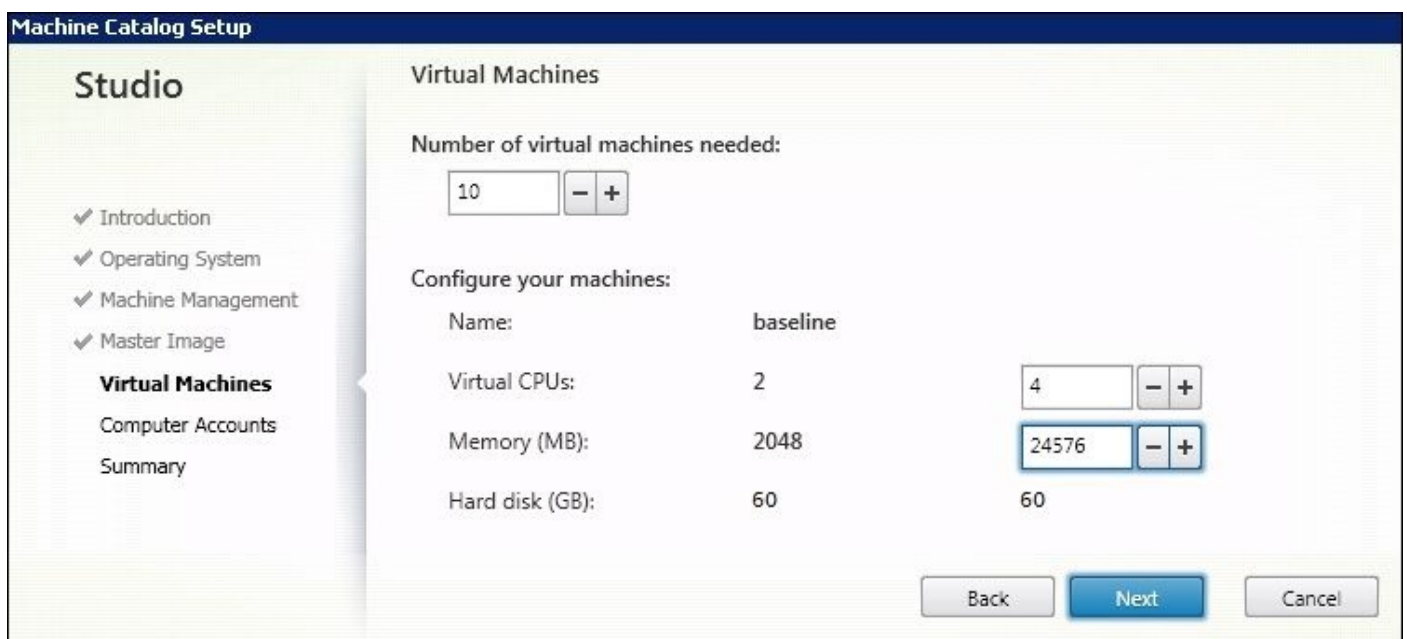 Machine Catalog Setup
Studio
Introduction
Operating System
Machine Management
Master Image
Virtual Machines
Computer Accounts
Summary
Virtual Machines
Number of virtual machines needed:
10 − +
Configure your machines:
Name: baseline
Virtual CPUs: 2 4 − +
Memory (MB): 2048 24576 − +
Hard disk (GB): 60 60
Back Next Cancel